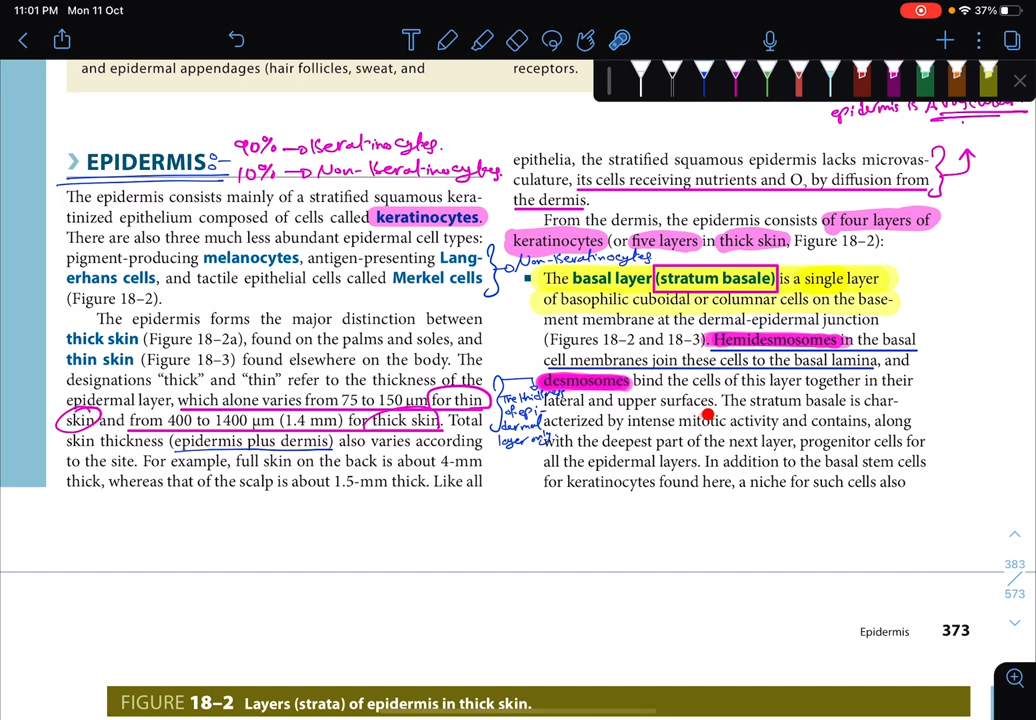 11:01 PM Mon 11 Oct
37%
and epidermal appendages (hair follicles, sweat, and
receptors.
epidermis is
EPIDERMIS:-
90% → Keratinocytes.
10% → Non-Keratinocytes.
The epidermis consists mainly of a stratified squamous kera-
tinized epithelium composed of cells called keratinocytes.
There are also three much less abundant epidermal cell types:
pigment-producing melanocytes, antigen-presenting Lang-
erhans cells, and tactile epithelial cells called Merkel cells
(Figure 18–2).
Non-Keratinocytes
The epidermis forms the major distinction between
thick skin (Figure 18–2a), found on the palms and soles, and
thin skin (Figure 18–3) found elsewhere on the body. The
designations “thick” and “thin” refer to the thickness of the
epidermal layer, which alone varies from 75 to 150 μm for thin
skin and from 400 to 1400 μm (1.4 mm) for thick skin. Total
skin thickness (epidermis plus dermis) also varies according
to the site. For example, full skin on the back is about 4-mm
thick, whereas that of the scalp is about 1.5-mm thick. Like all
The thickness
of epi-
dermal
layer only
epithelia, the stratified squamous epidermis lacks microvas-
culature, its cells receiving nutrients and O2 by diffusion from
the dermis.
From the dermis, the epidermis consists of four layers of
keratinocytes (or five layers in thick skin, Figure 18–2):
■ The basal layer (stratum basale) is a single layer
of basophilic cuboidal or columnar cells on the base-
ment membrane at the dermal-epidermal junction
(Figures 18–2 and 18–3). Hemidesmosomes in the basal
cell membranes join these cells to the basal lamina, and
desmosomes bind the cells of this layer together in their
lateral and upper surfaces. The stratum basale is char-
acterized by intense mitotic activity and contains, along
with the deepest part of the next layer, progenitor cells for
all the epidermal layers. In addition to the basal stem cells
for keratinocytes found here, a niche for such cells also
383
573
Epidermis 373
FIGURE 18–2 Layers (strata) of epidermis in thick skin.